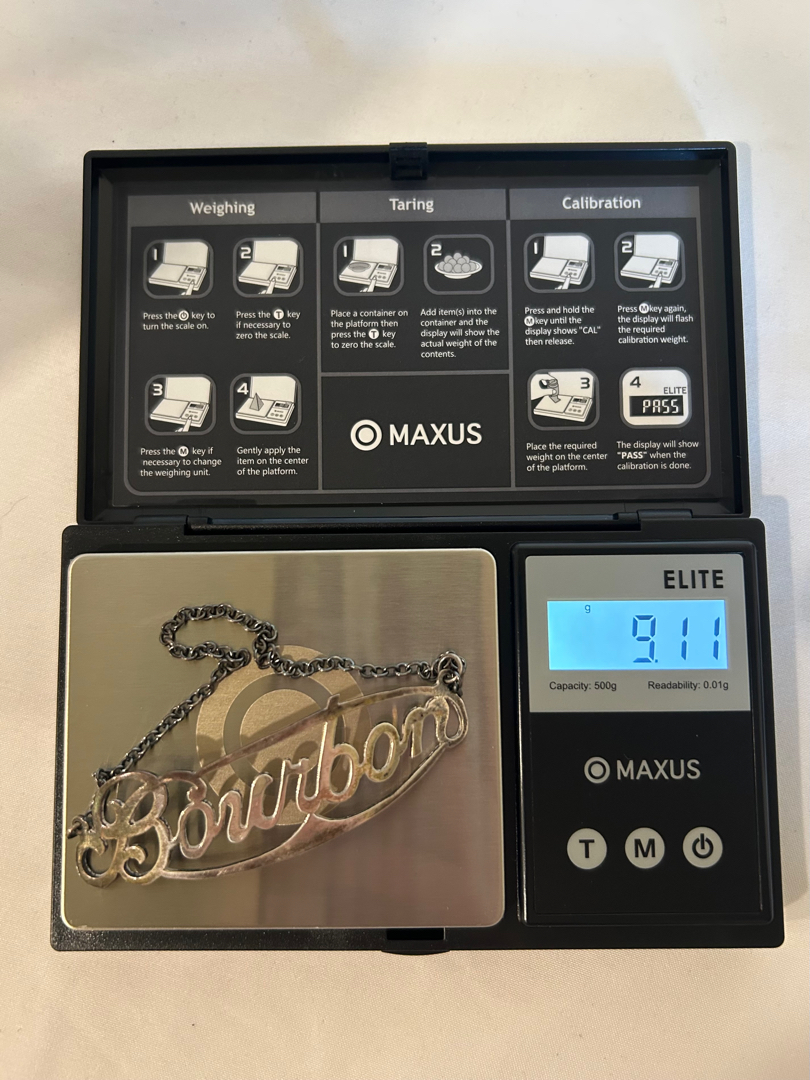 Weighing
1
Press the key to
turn the scale on.
2
Press the T key
if necessary to
zero the scale.
3
Press the M key if
necessary to change
the weighing unit.
4
Gently apply the
item on the center
of the platform.
Taring
1
Place a container on
the platform then
press the T key
to zero the scale.
2
Add item(s) into the
container and the
display will show the
actual weight of the
contents.
MAXUS
Calibration
1
Press and hold the
M key until the
display shows "CAL"
then release.
2
Press M key again,
the display will flash
the required
calibration weight.
3
Place the required
weight on the center
of the platform.
4
ELITE
PASS
The display will show
"PASS" when the
calibration is done.
Bourbon
ELITE
g
9.11
Capacity: 500g Readability: 0.01g
MAXUS
T M